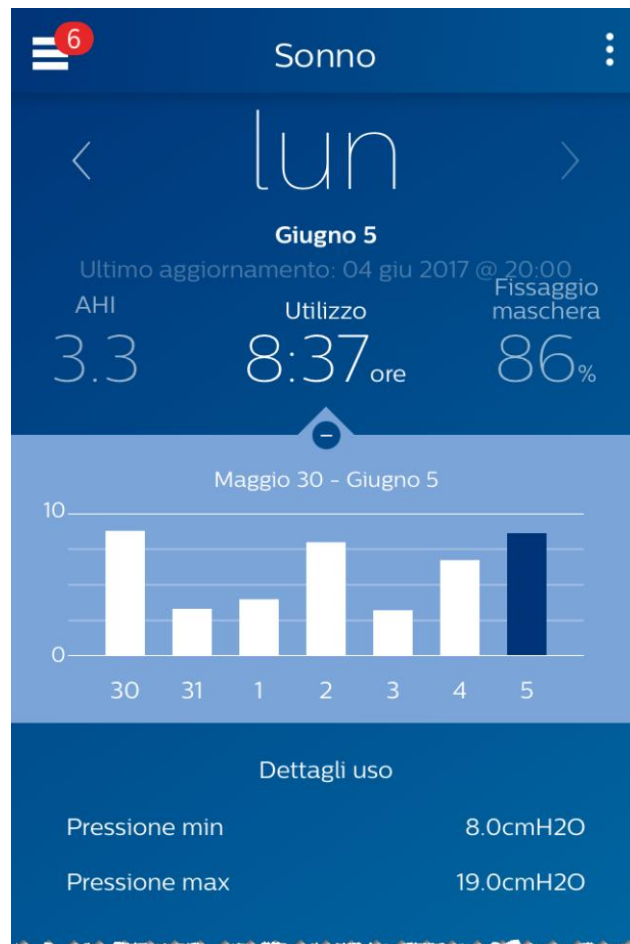 6
Sonno
lun
Giugno 5
Ultimo aggiornamento: 04 giu 2017 @ 20:00
AHI
Utilizzo
Fissaggio
maschera
3.3
8:37 ore
86%
Maggio 30 - Giugno 5
10
0
30 31 1 2 3 4 5
Dettagli uso
Pressione min 8.0cmH2O
Pressione max 19.0cmH2O